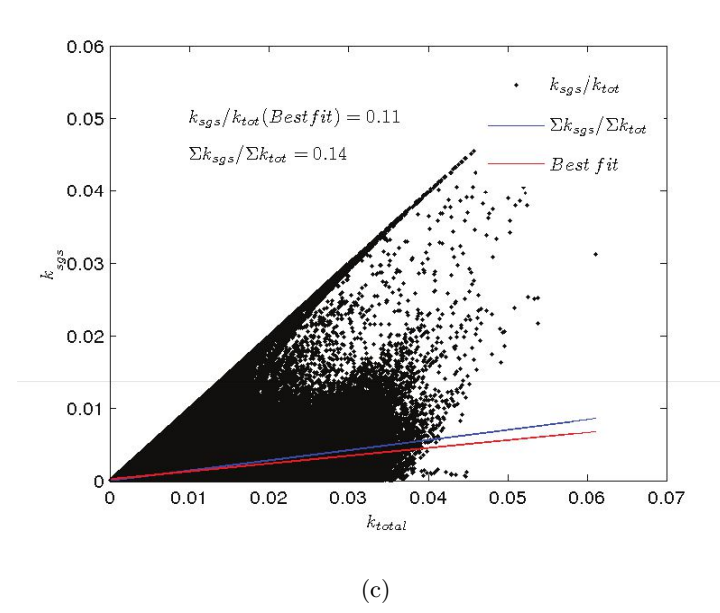 0.06
k_sgs/k_tot
0.05
k_sgs/k_tot(Bestfit) = 0.11
Σk_sgs/Σk_tot
Σk_sgs/Σk_tot = 0.14
Best fit
0.04
k_sgs
0.03
0.02
0.01
0
0 0.01 0.02 0.03 0.04 0.05 0.06 0.07
k_total
(c)